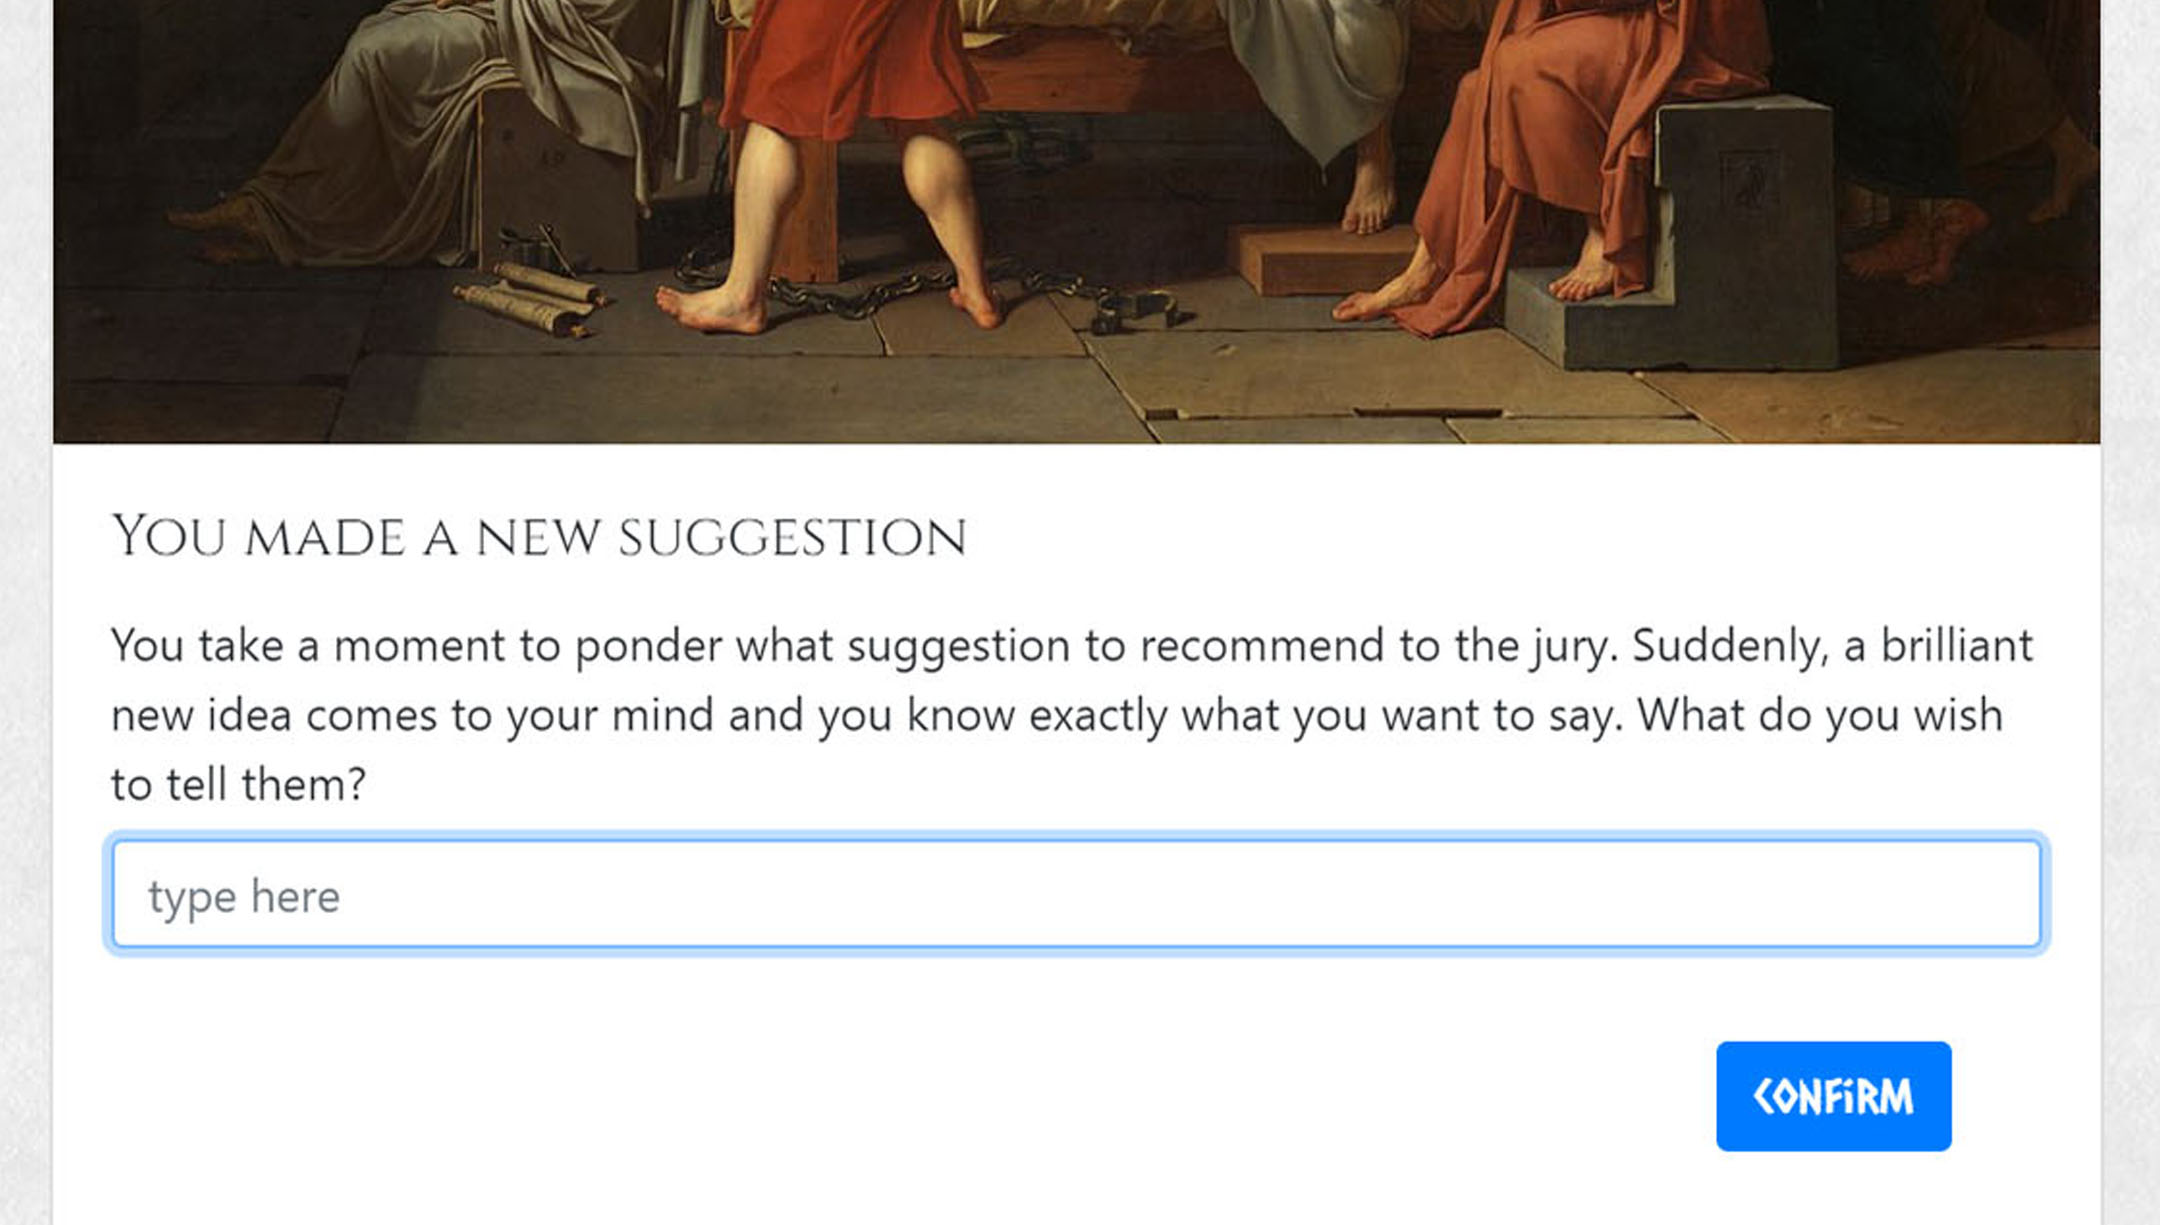 You made a new suggestion
You take a moment to ponder what suggestion to recommend to the jury. Suddenly, a brilliant
new idea comes to your mind and you know exactly what you want to say. What do you wish
to tell them?
type here
CONFiRM